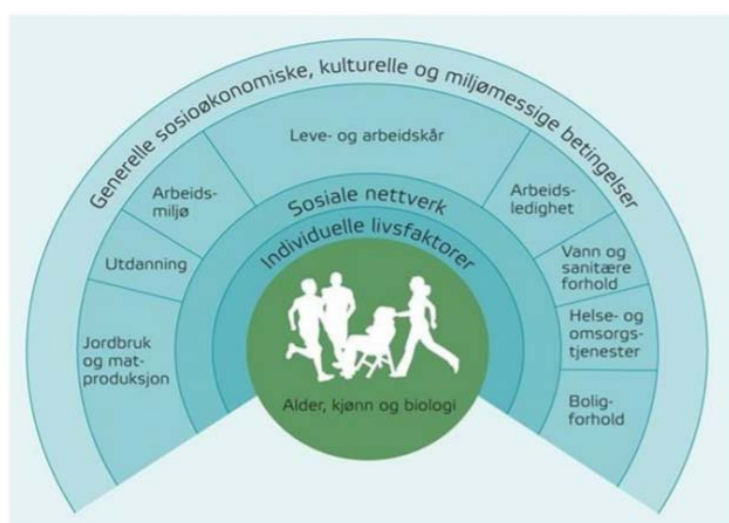 Generelle sosioøkonomiske, kulturelle og miljømessige betingelser
Leve- og arbeidskår
Arbeids-
miljø
Utdanning
Jordbruk
og mat-
produksjon
Arbeids-
ledighet
Vann og
sanitære
forhold
Helse- og
omsorgs-
tjenester
Bolig-
forhold
Sosiale nettverk
Individuelle livsfaktorer
Alder, kjønn og biologi